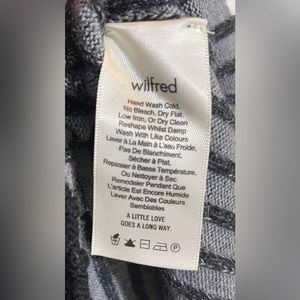 wilfred
Hand Wash Cold,
No Bleach, Dry Flat,
Low Iron, Or Dry Clean
Reshape Whilst Damp
Wash With Like Colours
Laver À La Main À L'eau Froide,
Pas De Blanchiment,
Sécher À Plat,
Repasser À Basse Température,
Ou Nettoyer À Sec
Remodeler Pendant Que
L'article Est Encore Humide
Laver Avec Des Couleurs
Semblables
A LITTLE LOVE
GOES A LONG WAY.
P